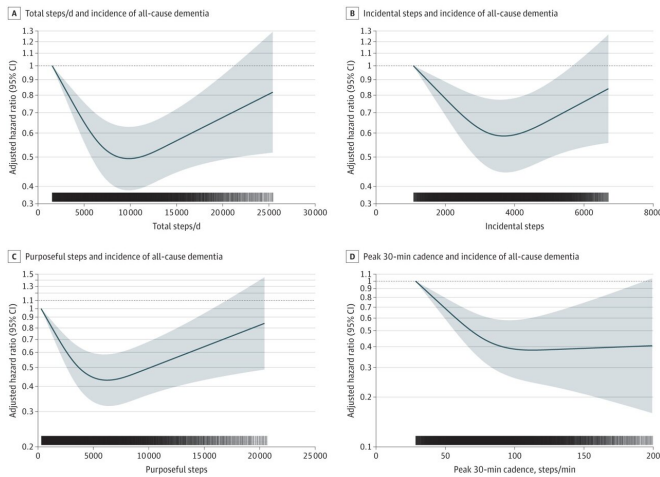 A Total steps/d and incidence of all-cause dementia
Adjusted hazard ratio (95% CI)
1.3
1.2
1.1
1
0.9
0.8
0.7
0.6
0.5
0.4
0.3
0 5000 10000 15000 20000 25000 30000
Total steps/d
B Incidental steps and incidence of all-cause dementia
Adjusted hazard ratio (95% CI)
1.3
1.2
1.1
1
0.9
0.8
0.7
0.6
0.5
0.4
0.3
0 2000 4000 6000 8000
Incidental steps
C Purposeful steps and incidence of all-cause dementia
Adjusted hazard ratio (95% CI)
1.5
1.3
1.1
1
0.9
0.8
0.7
0.6
0.5
0.4
0.3
0.2
0 5000 10000 15000 20000 25000
Purposeful steps
D Peak 30-min cadence and incidence of all-cause dementia
Adjusted hazard ratio (95% CI)
1.1
1
0.9
0.8
0.7
0.6
0.5
0.4
0.3
0.2
0.1
0 50 100 150 200
Peak 30-min cadence, steps/min